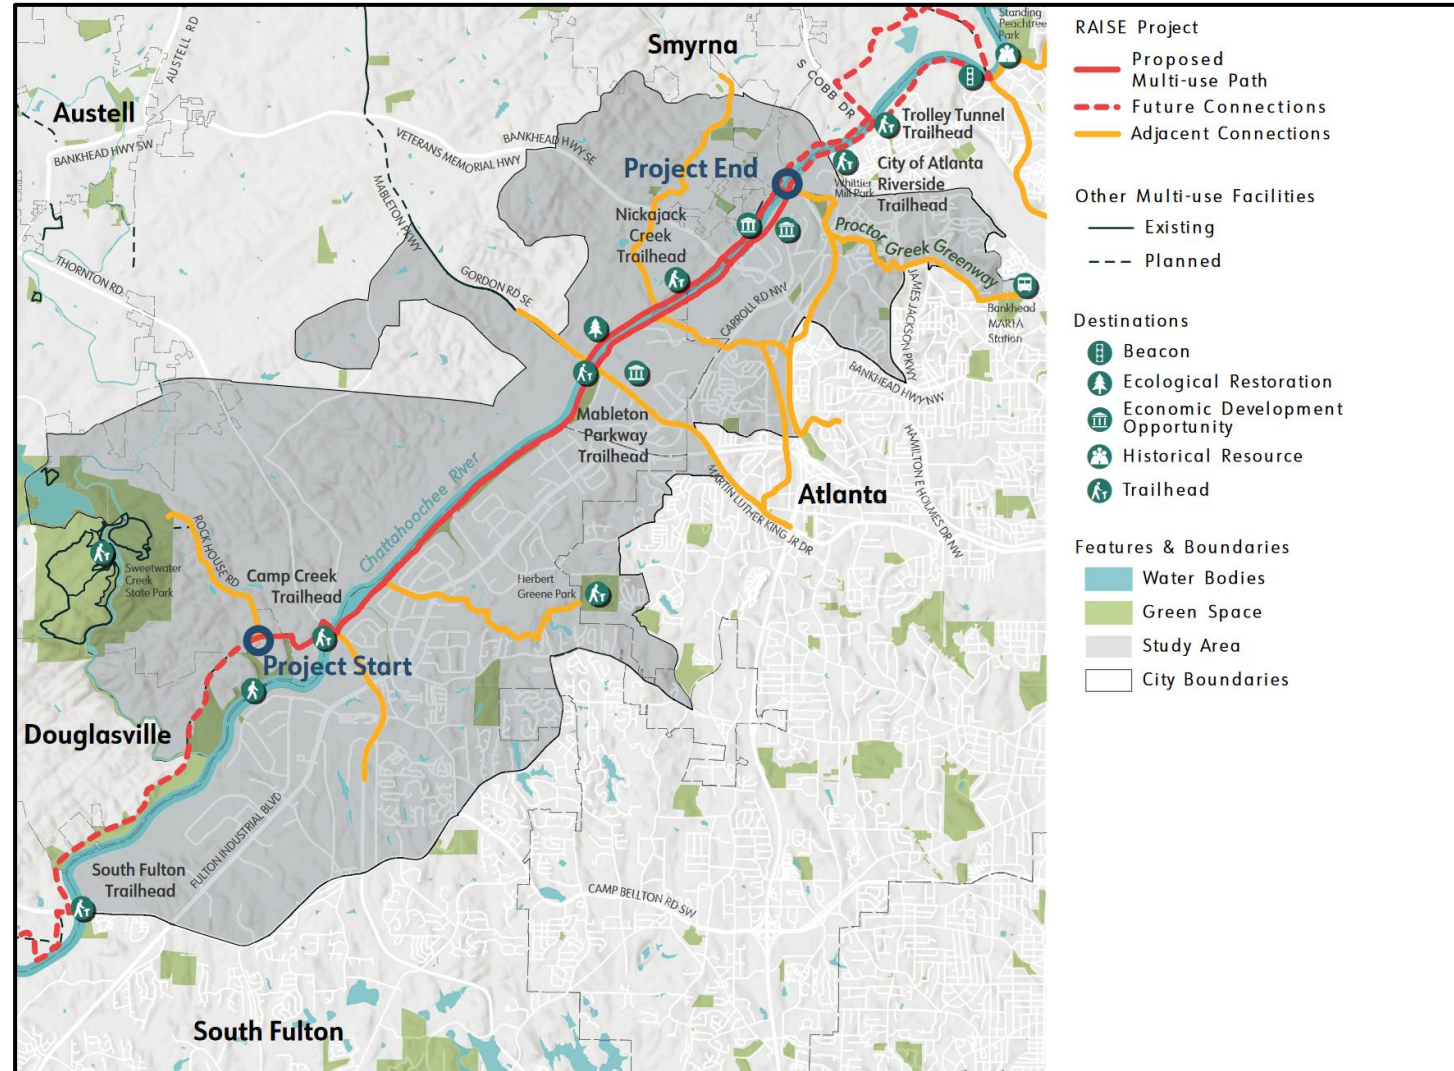 Standing
Peachtree
Park
Smyrna
AUSTELL RD
S COBB DR
Austell
Trolley Tunnel
Trailhead
BANKHEAD HWY SW
VETERANS MEMORIAL HWY
BANKHEAD HWY SE
Project End
City of Atlanta
Riverside
Trailhead
Whittier
Mill Park
MABLETON PKWY
Nickajack
Creek
Trailhead
Proctor Greek Greenway
THORNTON RD
GORDON RD SE
CARROLL RD NW
JAMES JACKSON PKWY
Bankhead
MARTA
Station
BANKHEAD HWY NW
Mableton
Parkway
Trailhead
HAMILTON E HOLMES DR NW
MARTIN LUTHER KING JR DR
Atlanta
Chattahoochee River
ROCK HOUSE RD
Sweetwater
Creek
State Park
Camp Creek
Trailhead
Herbert
Greene Park
Project Start
Douglasville
FULTON INDUSTRIAL BLVD
South Fulton
Trailhead
CAMP BELLTON RD SW
South Fulton
RAISE Project
Proposed
Multi-use Path
Future Connections
Adjacent Connections
Other Multi-use Facilities
Existing
Planned
Destinations
Beacon
Ecological Restoration
Economic Development
Opportunity
Historical Resource
Trailhead
Features & Boundaries
Water Bodies
Green Space
Study Area
City Boundaries